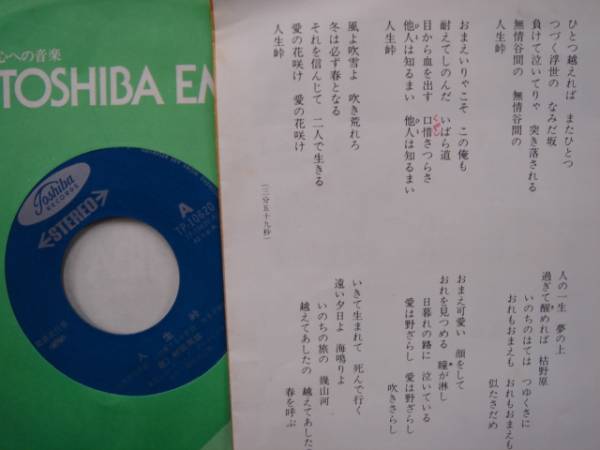 心への音楽
TOSHIBA EM
Toshiba
RECORDS
STEREO
A
TP-10620
人生峠
ひとつ越えれば　またひとつ
つづく浮世の　なみだ坂
負けて泣いてりゃ　突き落される
無情谷間の　無情谷間の
人生峠
おまえいりゃこそ　この俺も
耐えてしのんだ　いばら道
目から血を出す　口惜さつらさ
他人は知るまい　他人は知るまい
人生峠
風よ吹雪よ　吹き荒れろ
冬は必ず春となる
それを信じて　二人で生きる
愛の花咲け　愛の花咲け
人生峠
(三分五十九秒)
人の一生　夢の上
過ぎて醒めれば　枯野原
いのちのはては　つゆくさに
おれもおまえも　おれもおまえも
似たさだめ
おまえ可愛い　顔をして
おれを見つめる　瞳が淋し
日暮れの路に　泣いている
愛は野ざらし　愛は野ざらし
吹きさらし
いきて生まれて　死んで行く
遠い夕日よ　海鳴りよ
いのちの旅の　幾山河
越えてあしたの　越えてあした
春を呼ぶ